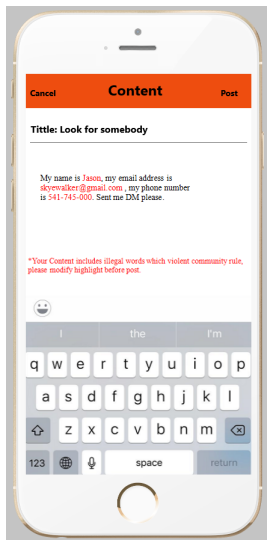 Cancel Content Post
Tittle: Look for somebody
My name is Jason, my email address is
skyewalker@gmail.com , my phone number
is 541-745-000. Sent me DM please.
*Your Content includes illegal words which violent community rule,
please modify highlight before post.
I the I'm
q w e r t y u i o p
a s d f g h j k l
z x c v b n m
123 space return